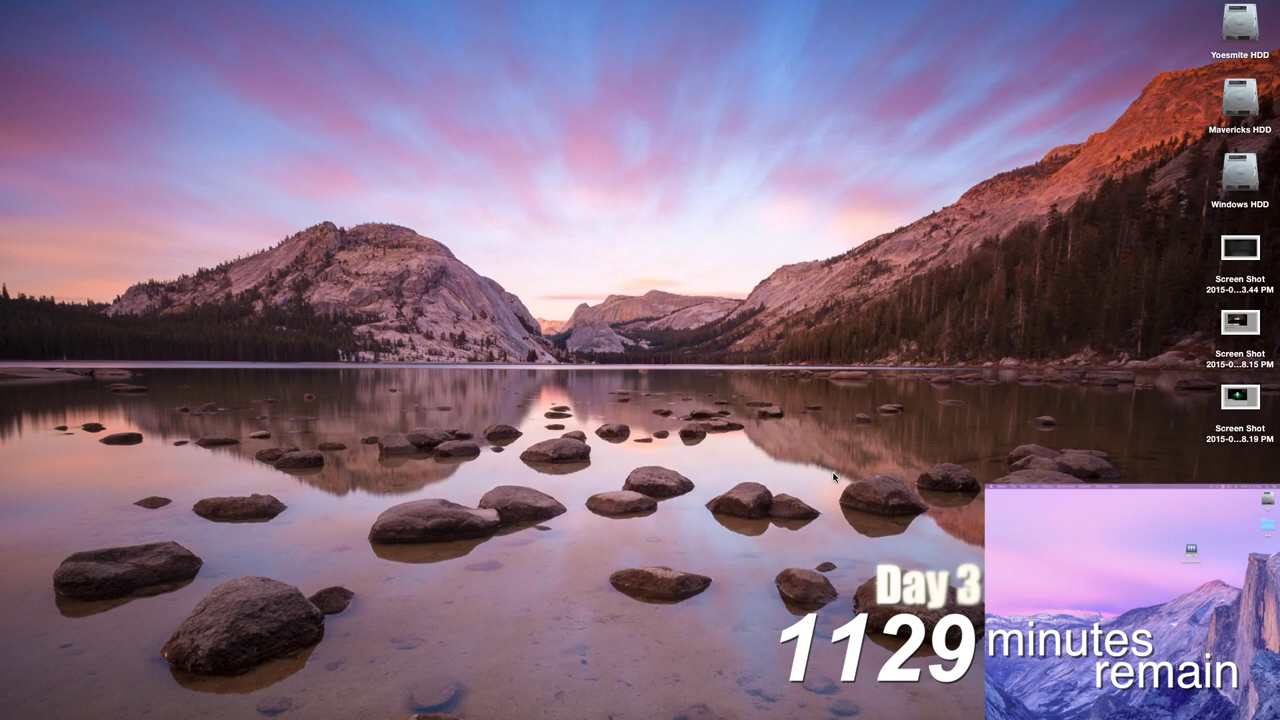 Yoesmite HDD
Mavericks HDD
Windows HDD
Screen Shot
2015-0...3.44 PM
Screen Shot
2015-0...8.15 PM
Screen Shot
2015-0...8.19 PM
Day 3
1129 minutes
remain